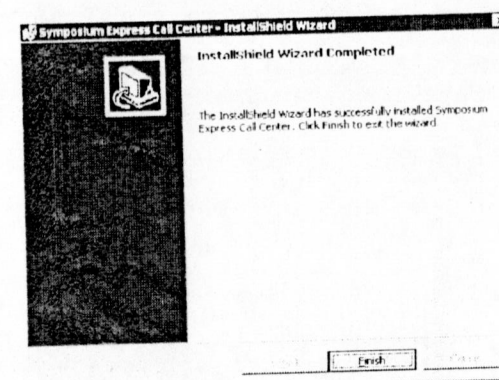 Symposium Express Call Center - InstallShield Wizard
InstallShield Wizard Completed
The InstallShield Wizard has successfully installed Symposium
Express Call Center. Click Finish to exit the wizard
Finish